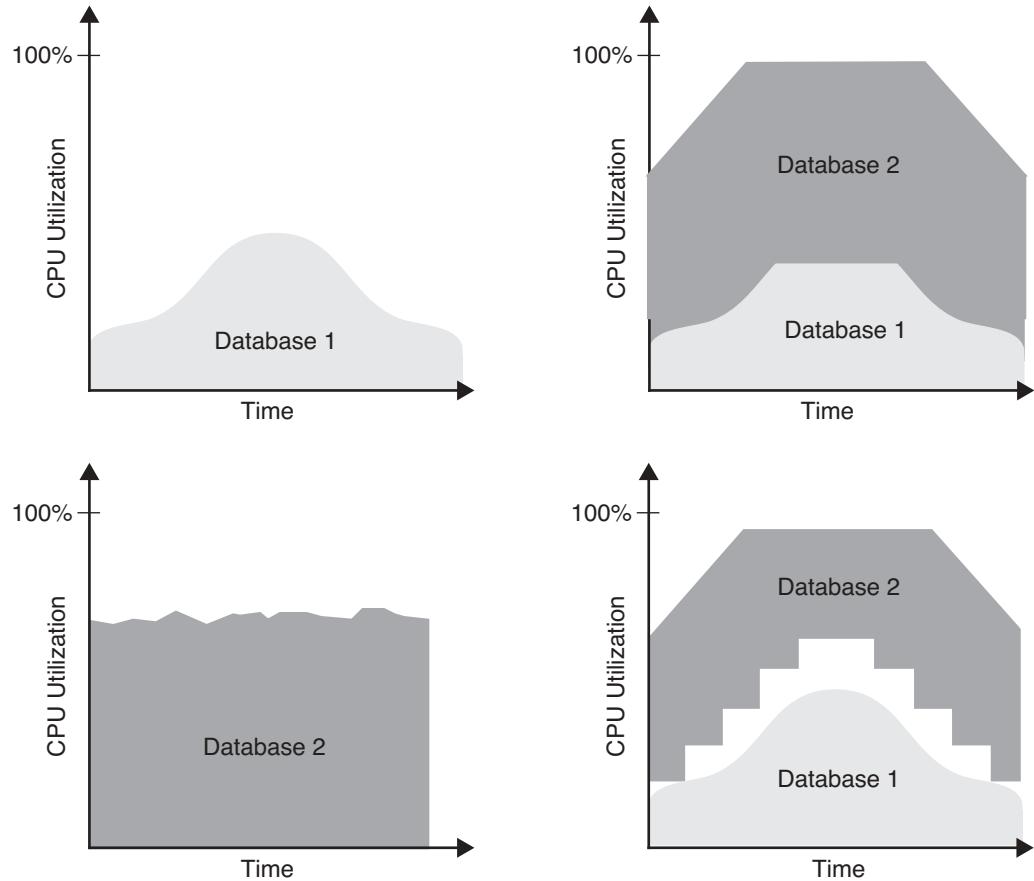 100%
CPU Utilization
Database 1
Time
100%
CPU Utilization
Database 2
Database 1
Time
100%
CPU Utilization
Database 2
Time
100%
CPU Utilization
Database 2
Database 1
Time